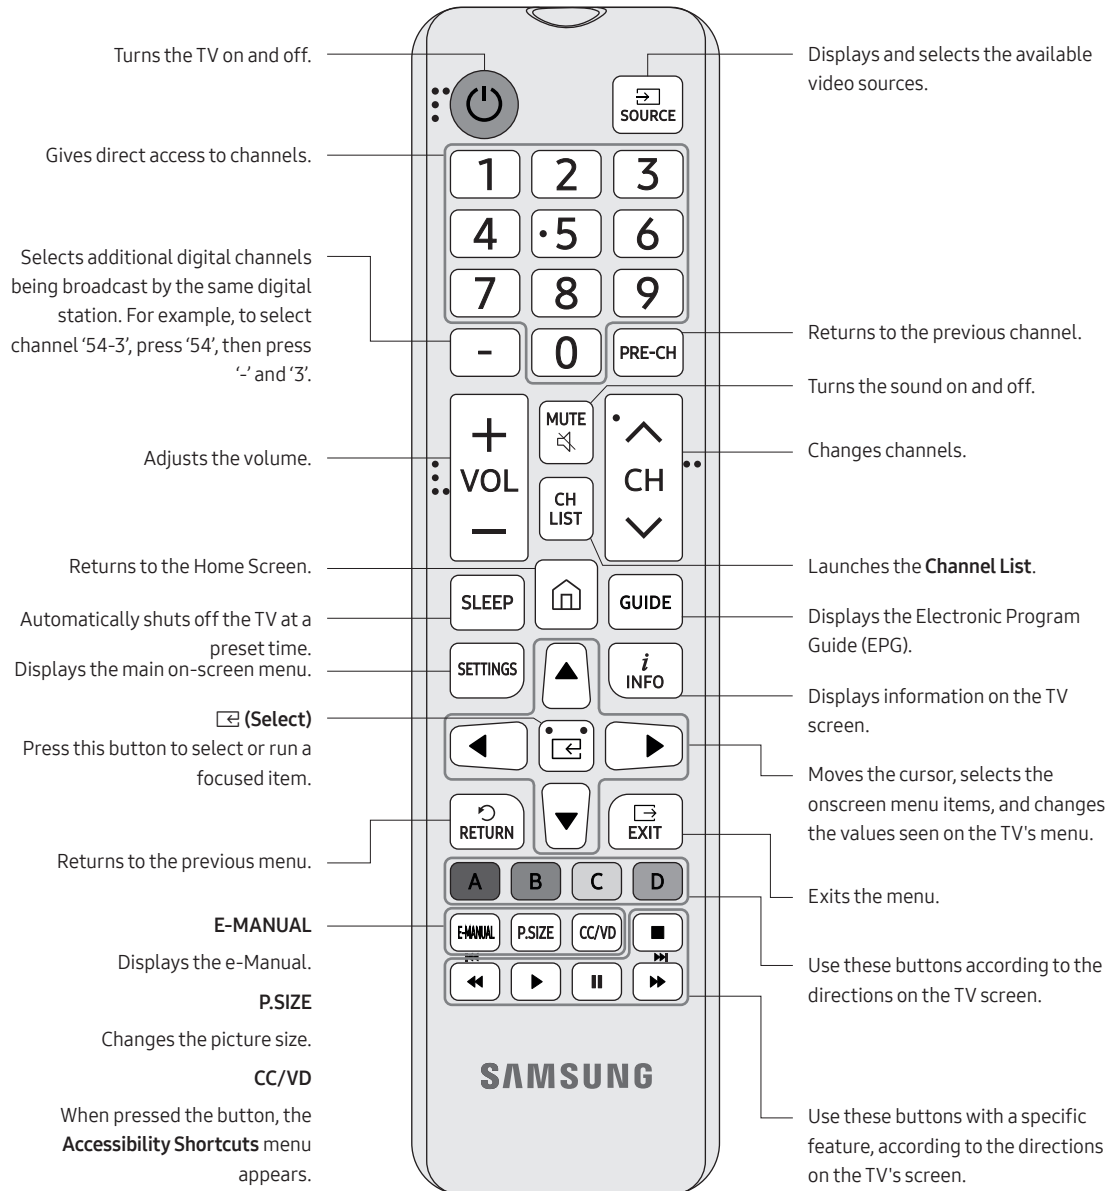 Turns the TV on and off.
Gives direct access to channels.
Selects additional digital channels
being broadcast by the same digital
station. For example, to select
channel ‘54-3’, press ‘54’, then press
‘-’ and ‘3’.
Adjusts the volume.
Returns to the Home Screen.
Automatically shuts off the TV at a
preset time.
Displays the main on-screen menu.
(Select)
Press this button to select or run a
focused item.
Returns to the previous menu.
E-MANUAL
Displays the e-Manual.
P.SIZE
Changes the picture size.
CC/VD
When pressed the button, the
Accessibility Shortcuts menu
appears.
SOURCE
1 2 3
4 5 6
7 8 9
- 0 PRE-CH
+
VOL
—
MUTE
CH
LIST
CH
SLEEP
GUIDE
SETTINGS
i
INFO
RETURN
EXIT
A B C D
E-MANUAL P.SIZE CC/VD
SAMSUNG
Displays and selects the available
video sources.
Returns to the previous channel.
Turns the sound on and off.
Changes channels.
Launches the Channel List.
Displays the Electronic Program
Guide (EPG).
Displays information on the TV
screen.
Moves the cursor, selects the
onscreen menu items, and changes
the values seen on the TV's menu.
Exits the menu.
Use these buttons according to the
directions on the TV screen.
Use these buttons with a specific
feature, according to the directions
on the TV's screen.